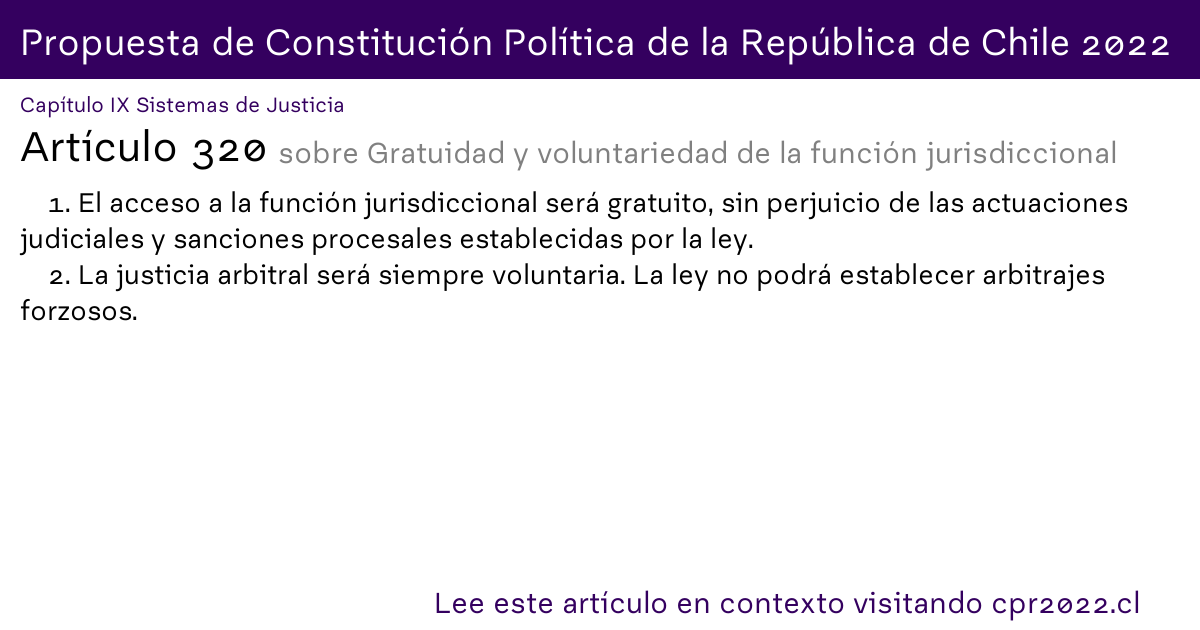 Propuesta de Constitución Política de la República de Chile 2022
Capítulo IX Sistemas de Justicia
Artículo 320 sobre Gratuidad y voluntariedad de la función jurisdiccional
1. El acceso a la función jurisdiccional será gratuito, sin perjuicio de las actuaciones
judiciales y sanciones procesales establecidas por la ley.
2. La justicia arbitral será siempre voluntaria. La ley no podrá establecer arbitrajes
forzosos.
Lee este artículo en contexto visitando cpr2022.cl